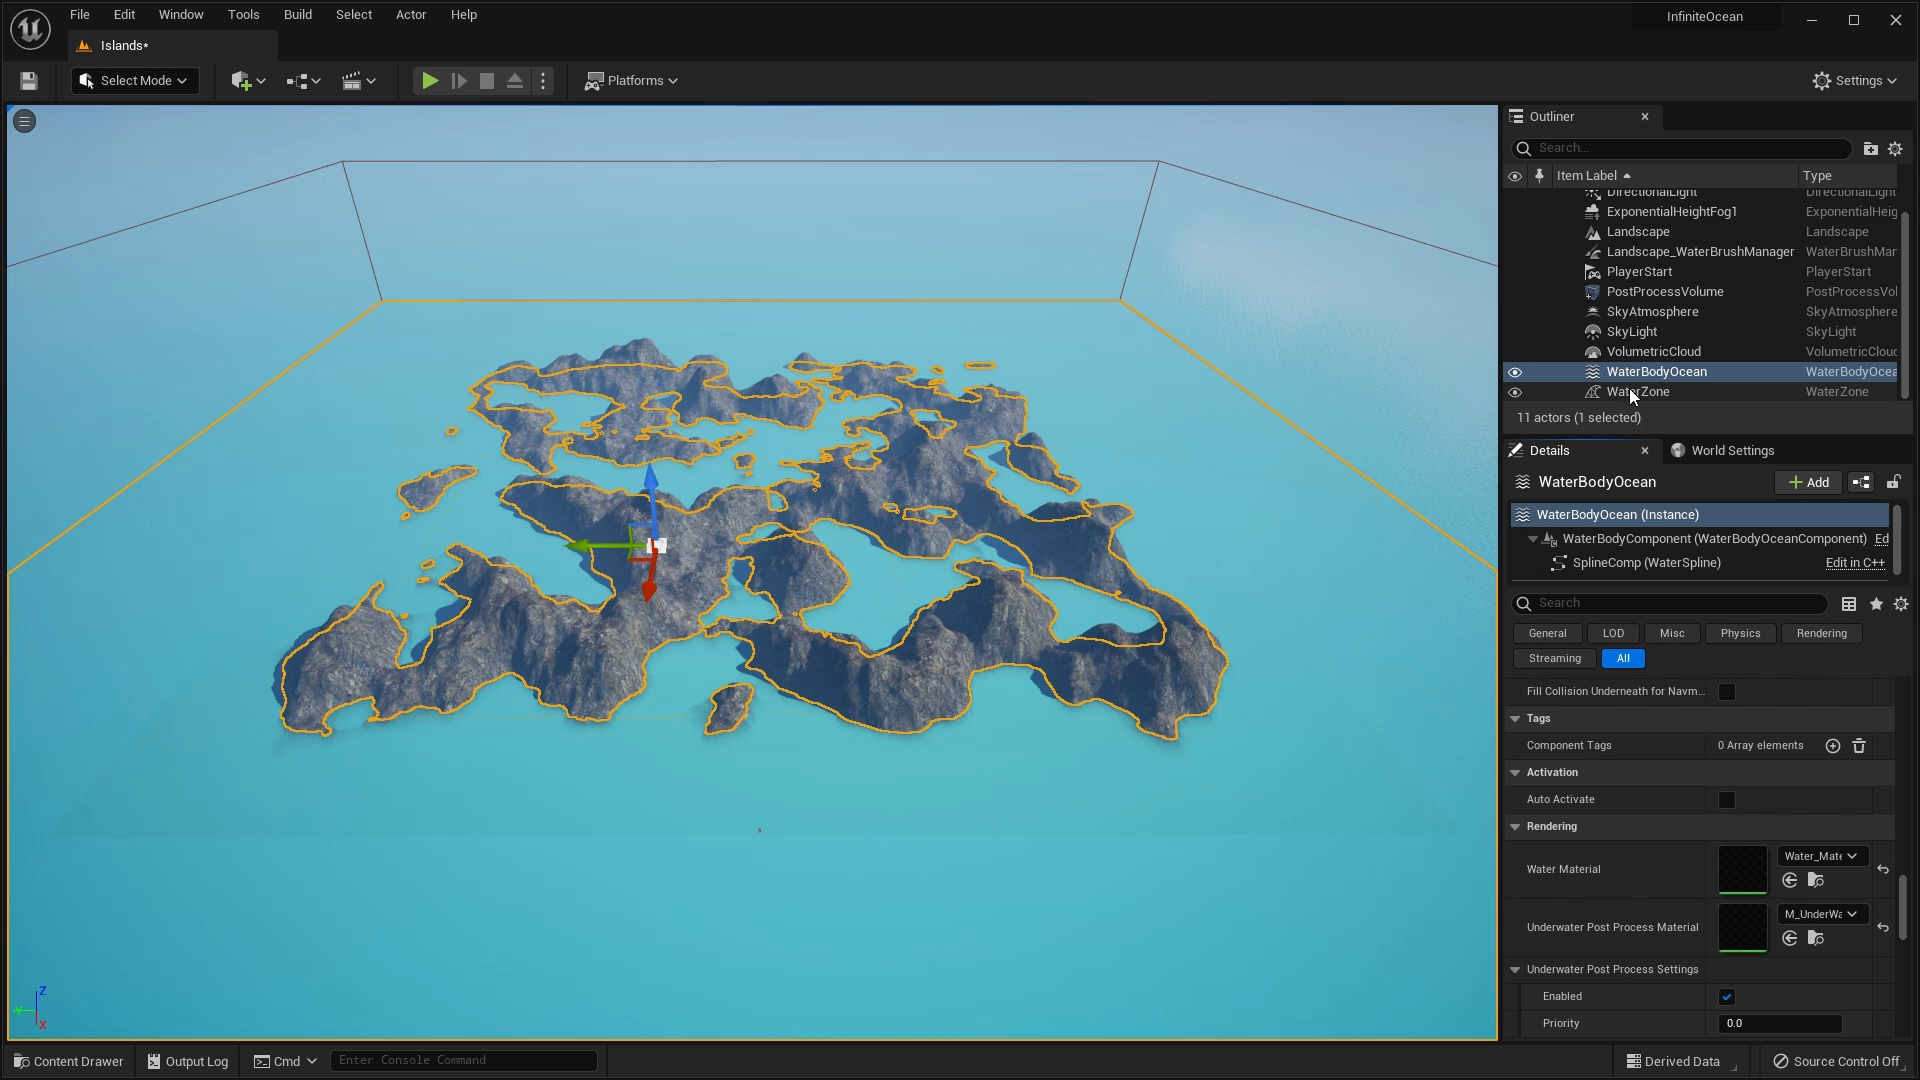 File Edit Window Tools Build Select Actor Help
InfiniteOcean
Islands*
Select Mode
Platforms
Settings
Outliner
Search...
Item Label Type
DirectionalLight DirectionalLight
ExponentialHeightFog1 ExponentialHeig
Landscape Landscape
Landscape_WaterBrushManager WaterBrushMar
PlayerStart PlayerStart
PostProcessVolume PostProcessVol
SkyAtmosphere SkyAtmosphere
SkyLight SkyLight
VolumetricCloud VolumetricClouc
WaterBodyOcean WaterBodyOcea
WaterZone WaterZone
11 actors (1 selected)
Details World Settings
WaterBodyOcean
Add
WaterBodyOcean (Instance)
WaterBodyComponent (WaterBodyOceanComponent) Ed
SplineComp (WaterSpline) Edit in C++
Search
General LOD Misc Physics Rendering
Streaming All
Fill Collision Underneath for Navm...
Tags
Component Tags 0 Array elements
Activation
Auto Activate
Rendering
Water Material Water_Mate
Underwater Post Process Material M_UnderWa
Underwater Post Process Settings
Enabled
Priority 0.0
Z
Y
X
Content Drawer Output Log Cmd Enter Console Command
Derived Data Source Control Off